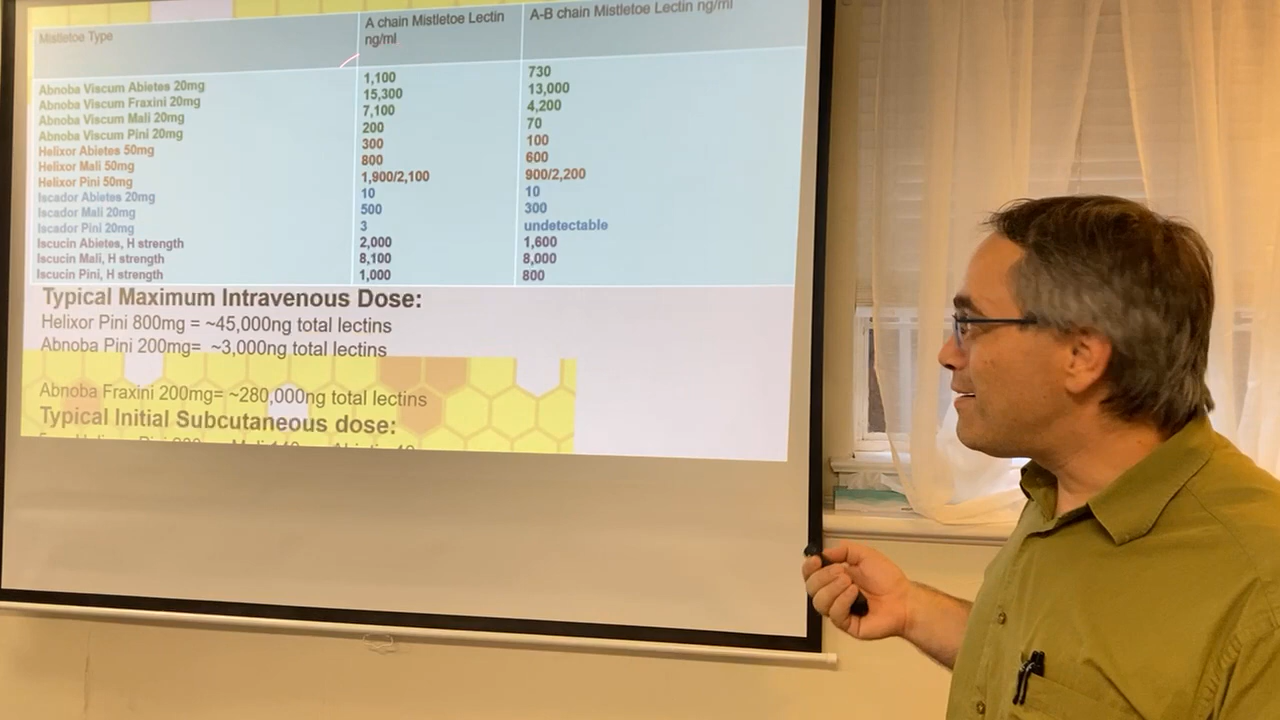 Mistletoe Type A chain Mistletoe Lectin ng/ml A-B chain Mistletoe Lectin ng/ml
Abnoba Viscum Abietes 20mg 1,100 730
Abnoba Viscum Fraxini 20mg 15,300 13,000
Abnoba Viscum Mali 20mg 7,100 4,200
Abnoba Viscum Pini 20mg 200 70
Helixor Abietes 50mg 300 100
Helixor Mali 50mg 800 600
Helixor Pini 50mg 1,900/2,100 900/2,200
Iscador Abietes 20mg 10 10
Iscador Mali 20mg 500 300
Iscador Pini 20mg 3 undetectable
Iscucin Abietes, H strength 2,000 1,600
Iscucin Mali, H strength 8,100 8,000
Iscucin Pini, H strength 1,000 800
Typical Maximum Intravenous Dose:
Helixor Pini 800mg = ~45,000ng total lectins
Abnoba Pini 200mg= ~3,000ng total lectins
Abnoba Fraxini 200mg= ~280,000ng total lectins
Typical Initial Subcutaneous dose: